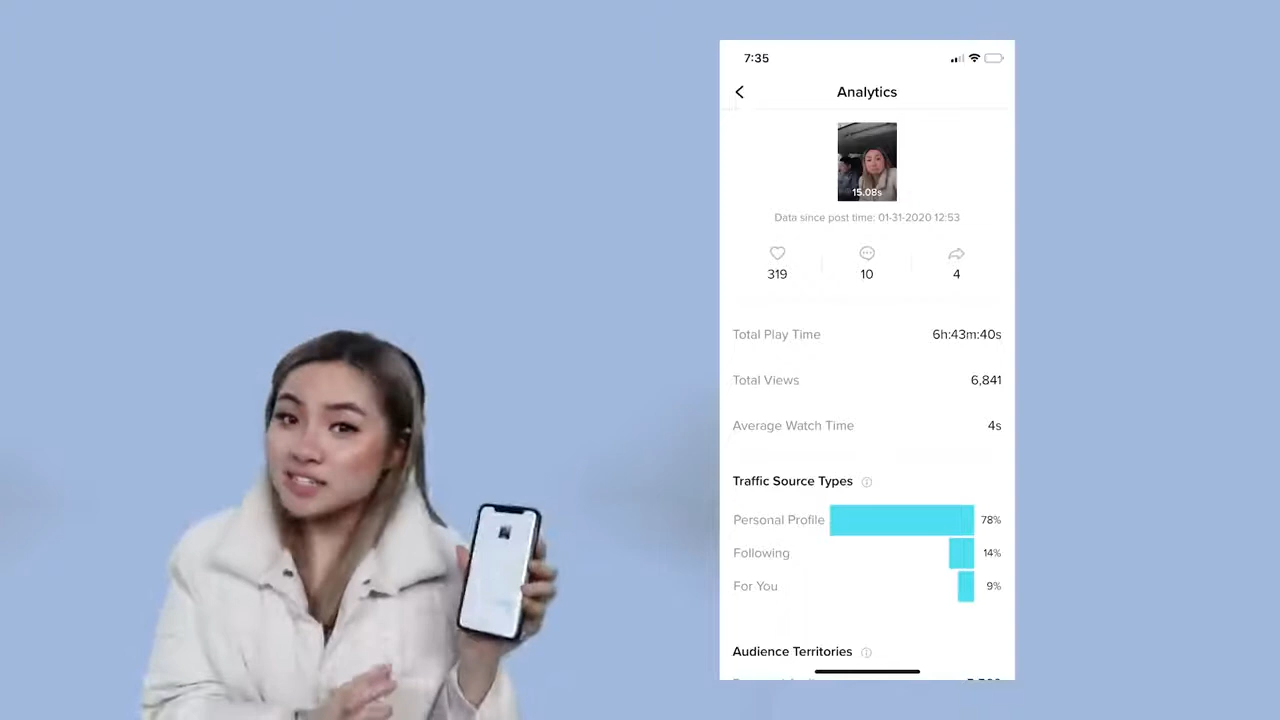 7:35
Analytics
15.08s
Data since post time: 01-31-2020 12:53
319 10 4
Total Play Time 6h:43m:40s
Total Views 6,841
Average Watch Time 4s
Traffic Source Types
Personal Profile 78%
Following 14%
For You 9%
Audience Territories